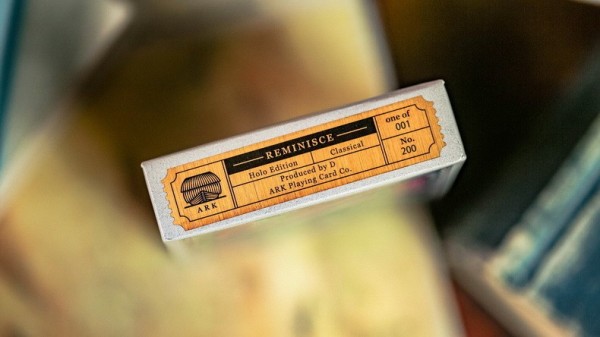 REMINISCE
Holo Edition
Classical
Produced by D
ARK Playing Card Co.
ARK
one of
001
No.
200